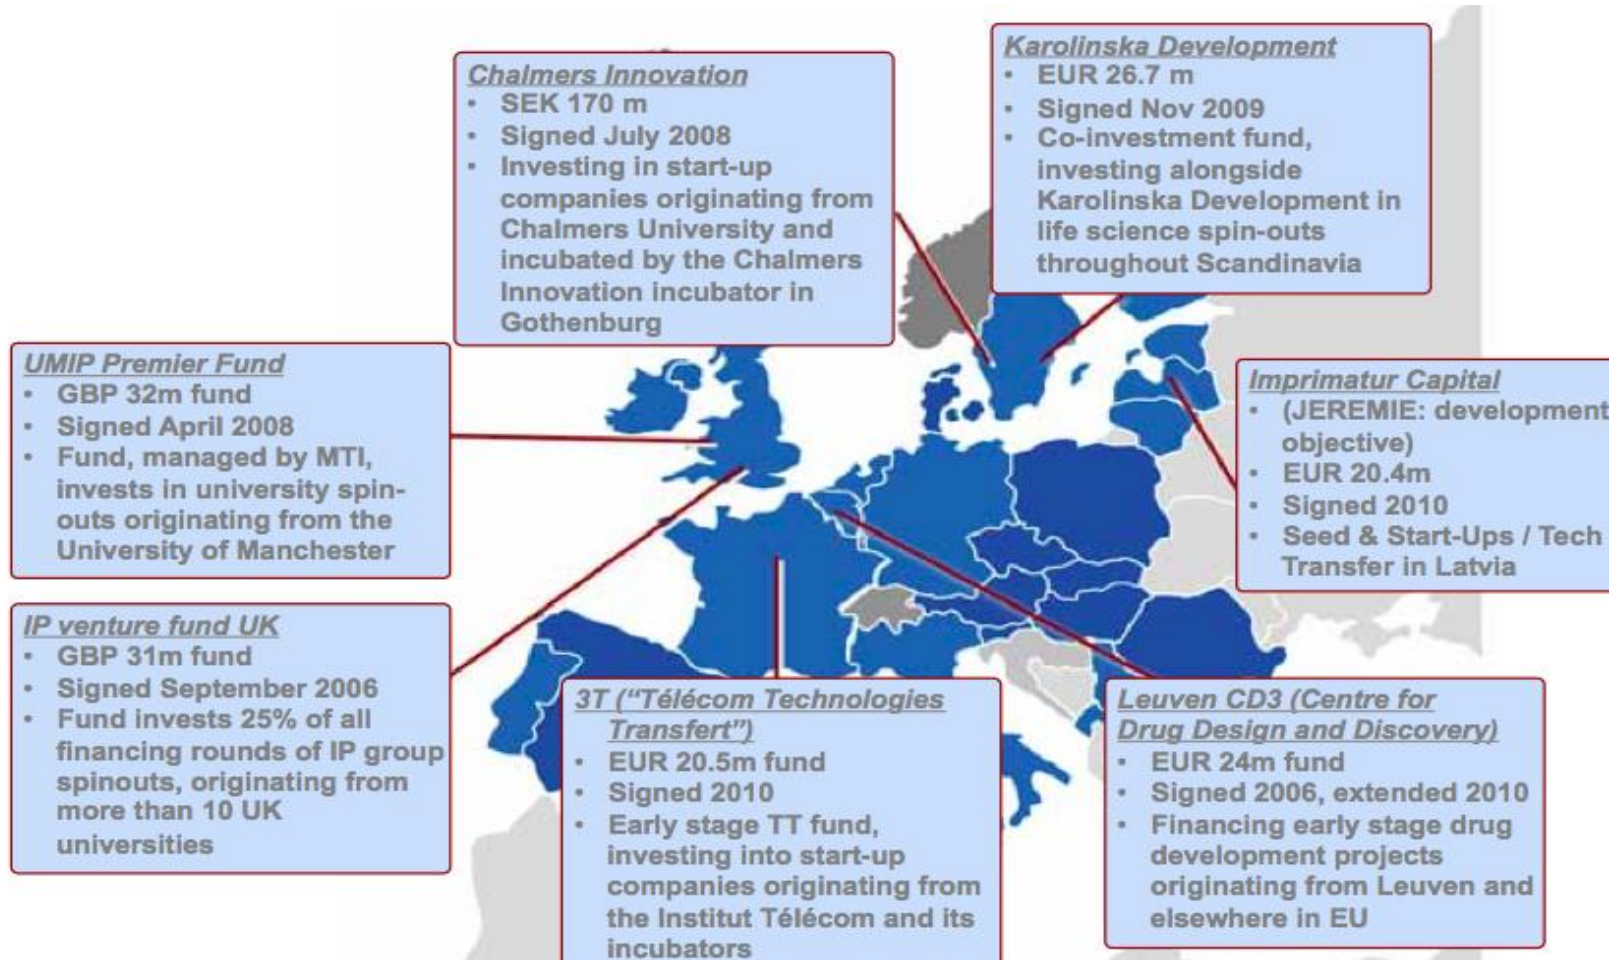 Chalmers Innovation
• SEK 170 m
• Signed July 2008
• Investing in start-up
companies originating from
Chalmers University and
incubated by the Chalmers
Innovation incubator in
Gothenburg
Karolinska Development
• EUR 26.7 m
• Signed Nov 2009
• Co-investment fund,
investing alongside
Karolinska Development in
life science spin-outs
throughout Scandinavia
UMIP Premier Fund
• GBP 32m fund
• Signed April 2008
• Fund, managed by MTI,
invests in university spin-
outs originating from the
University of Manchester
Imprimatur Capital
• (JEREMIE: development
objective)
• EUR 20.4m
• Signed 2010
• Seed & Start-Ups / Tech
Transfer in Latvia
IP venture fund UK
• GBP 31m fund
• Signed September 2006
• Fund invests 25% of all
financing rounds of IP group
spinouts, originating from
more than 10 UK
universities
3T (“Télécom Technologies
Transfert”)
• EUR 20.5m fund
• Signed 2010
• Early stage TT fund,
investing into start-up
companies originating from
the Institut Télécom and its
incubators
Leuven CD3 (Centre for
Drug Design and Discovery)
• EUR 24m fund
• Signed 2006, extended 2010
• Financing early stage drug
development projects
originating from Leuven and
elsewhere in EU